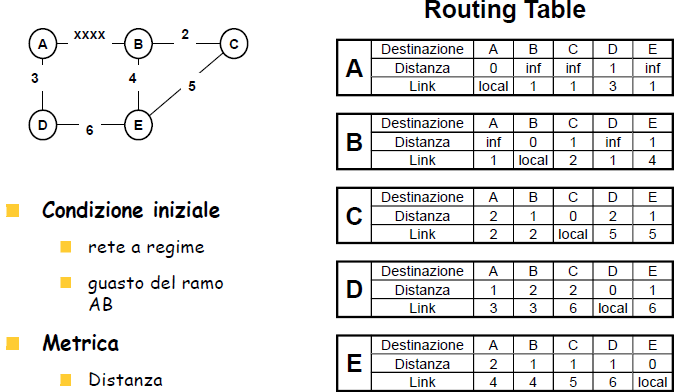 Routing Table
A xxxx B 2 C
3 4 5
D 6 E
A
Destinazione A B C D E
Distanza 0 inf inf 1 inf
Link local 1 1 3 1
B
Destinazione A B C D E
Distanza inf 0 1 inf 1
Link 1 local 2 1 4
C
Destinazione A B C D E
Distanza 2 1 0 2 1
Link 2 2 local 5 5
D
Destinazione A B C D E
Distanza 1 2 2 0 1
Link 3 3 6 local 6
E
Destinazione A B C D E
Distanza 2 1 1 1 0
Link 4 4 5 6 local
Condizione iniziale
rete a regime
guasto del ramo
AB
Metrica
Distanza